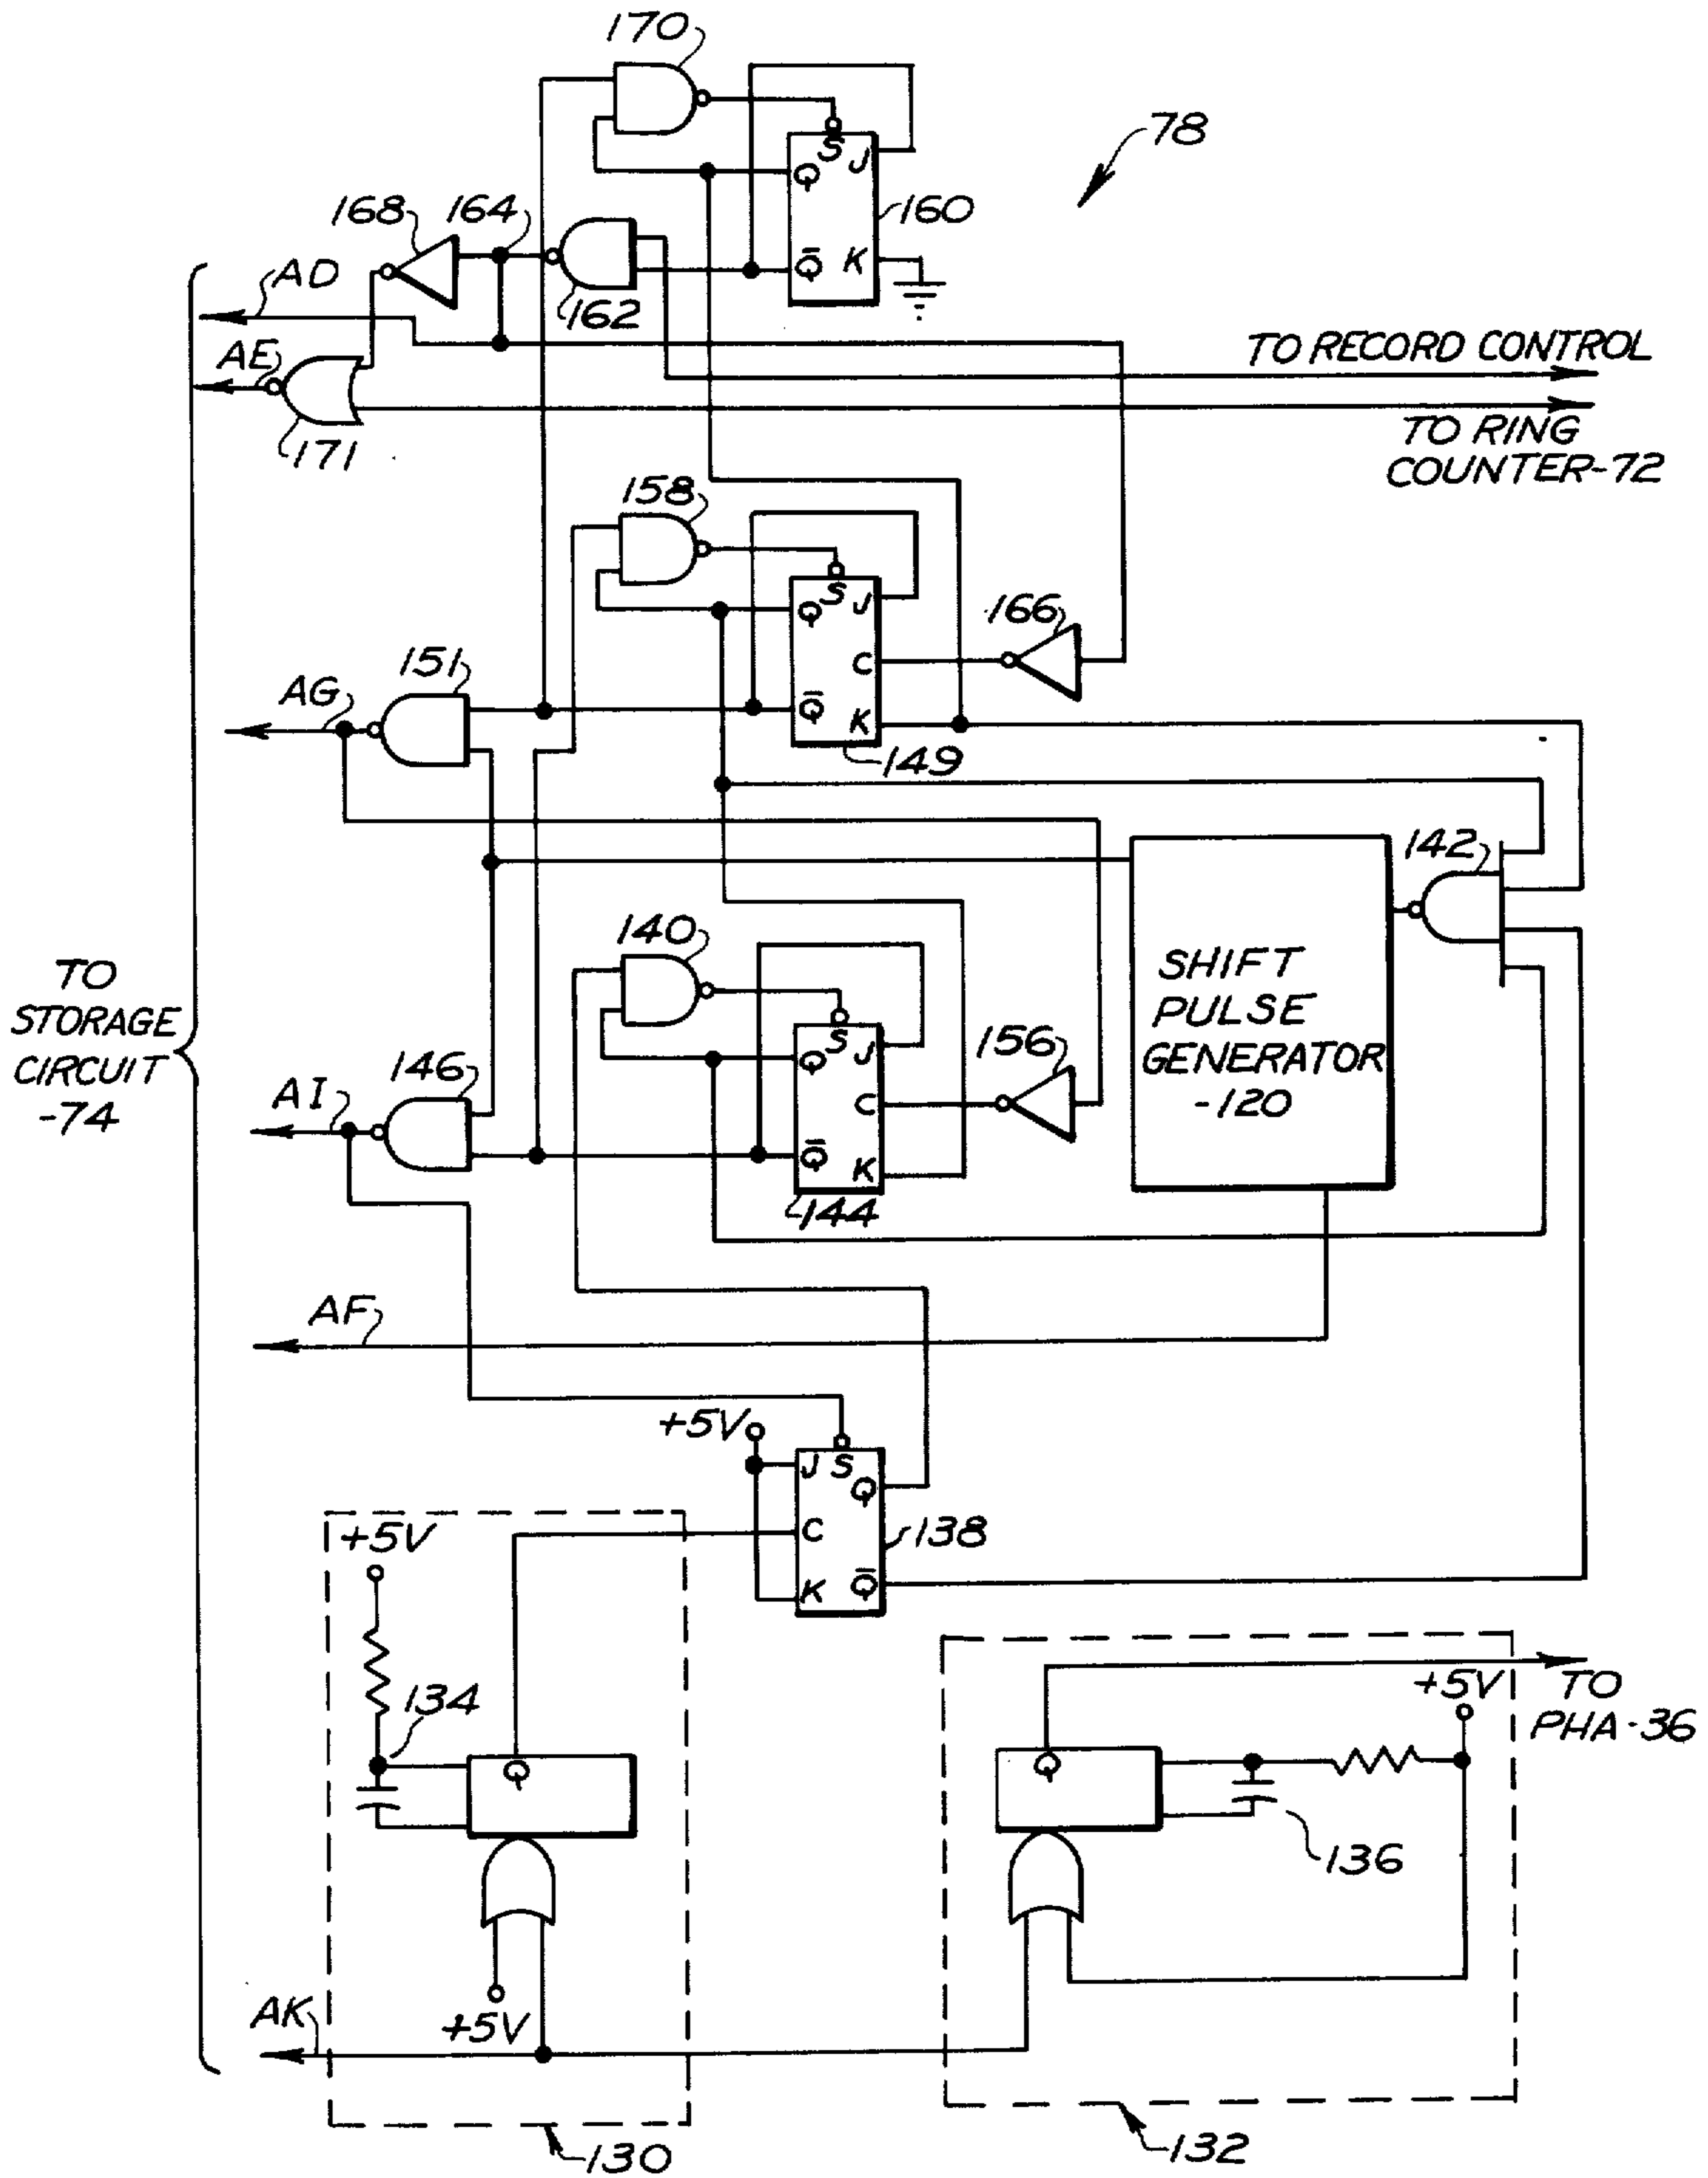 170
78
S
J
Q
160
168
164
K
Q̅
AD
162
TO RECORD CONTROL
AE
171
TO RING
COUNTER-72
158
S
J
Q
166
C
151
AG
Q̅
K
149
142
140
SHIFT
PULSE
GENERATOR
-120
TO
STORAGE
CIRCUIT
-74
S
J
Q
156
146
AI
C
Q̅
K
144
AF
+5V
J
S
Q
138
C
K
Q̅
+5V
134
Q
+5V
TO
PHA-36
Q
136
+5V
AK
130
132